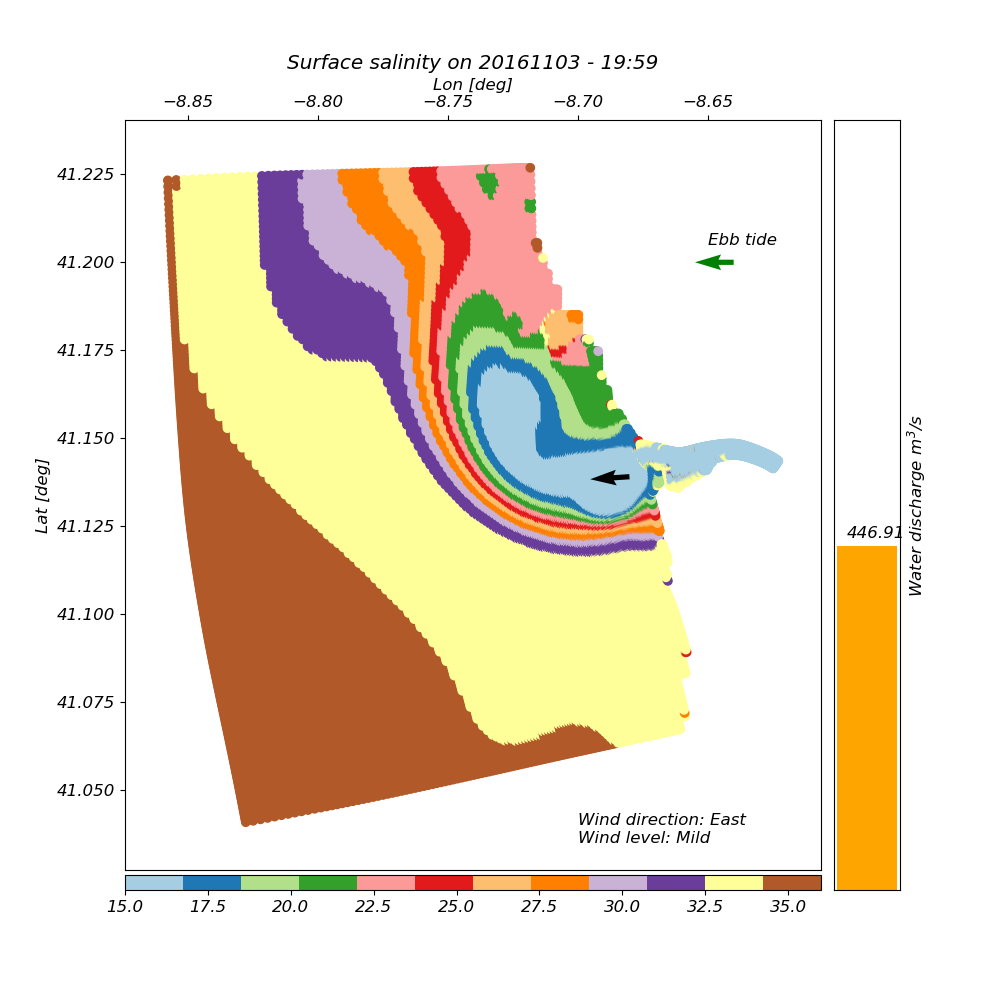 Surface salinity on 20161103 - 19:59
Lon [deg]
−8.85 −8.80 −8.75 −8.70 −8.65
41.225
41.200
41.175
41.150
41.125
41.100
41.075
41.050
Lat [deg]
Ebb tide
Wind direction: East
Wind level: Mild
15.0 17.5 20.0 22.5 25.0 27.5 30.0 32.5 35.0
446.91
Water discharge m³/s